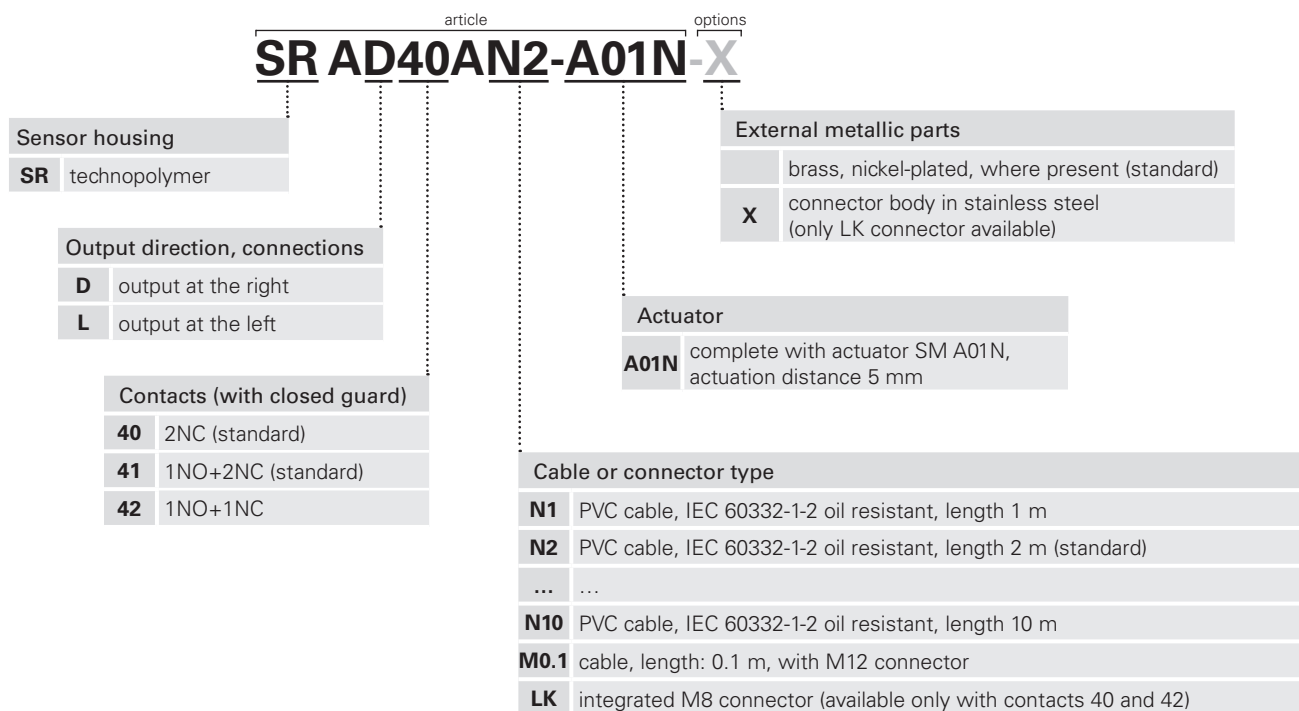 article
options
SR AD40AN2-A01N-X
Sensor housing
SR technopolymer
Output direction, connections
D output at the right
L output at the left
Contacts (with closed guard)
40 2NC (standard)
41 1NO+2NC (standard)
42 1NO+1NC
External metallic parts
brass, nickel-plated, where present (standard)
X connector body in stainless steel
(only LK connector available)
Actuator
A01N complete with actuator SM A01N,
actuation distance 5 mm
Cable or connector type
N1 PVC cable, IEC 60332-1-2 oil resistant, length 1 m
N2 PVC cable, IEC 60332-1-2 oil resistant, length 2 m (standard)
… …
N10 PVC cable, IEC 60332-1-2 oil resistant, length 10 m
M0.1 cable, length: 0.1 m, with M12 connector
LK integrated M8 connector (available only with contacts 40 and 42)